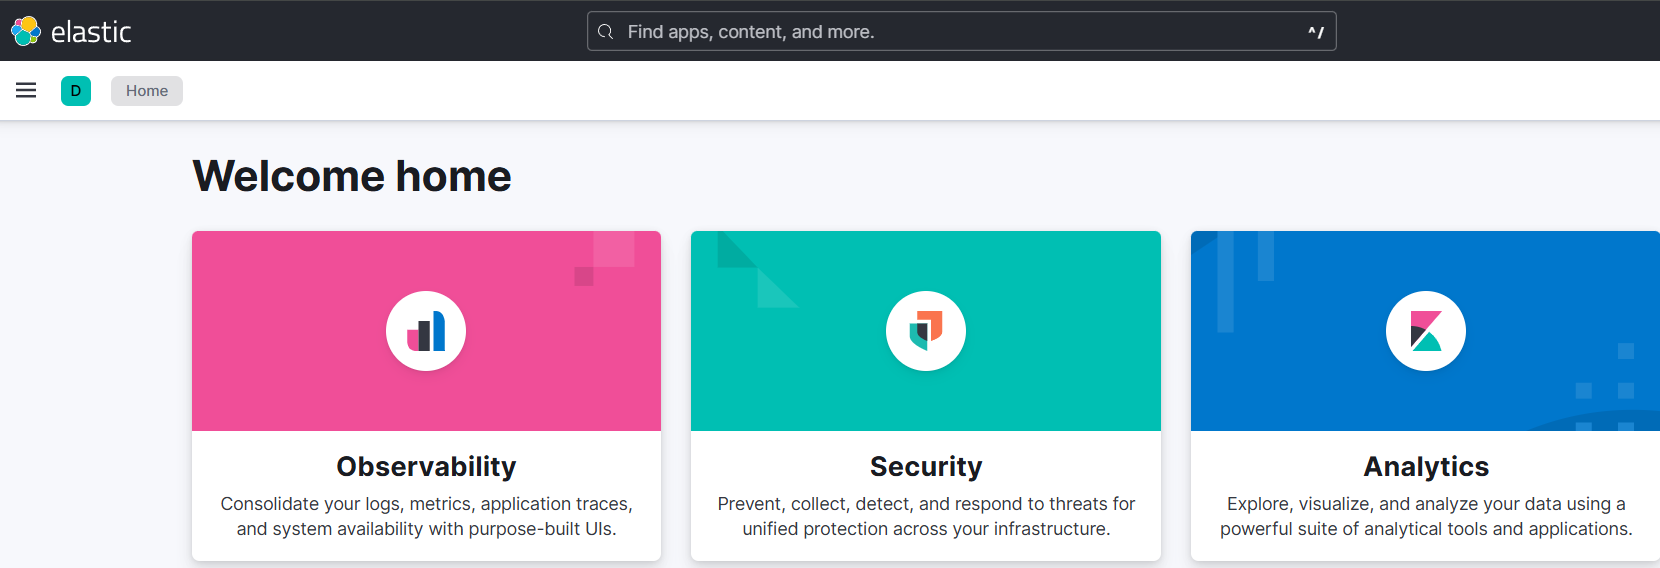 elastic
Find apps, content, and more.
^/
D
Home
Welcome home
Observability
Consolidate your logs, metrics, application traces,
and system availability with purpose-built UIs.
Security
Prevent, collect, detect, and respond to threats for
unified protection across your infrastructure.
Analytics
Explore, visualize, and analyze your data using a
powerful suite of analytical tools and applications.